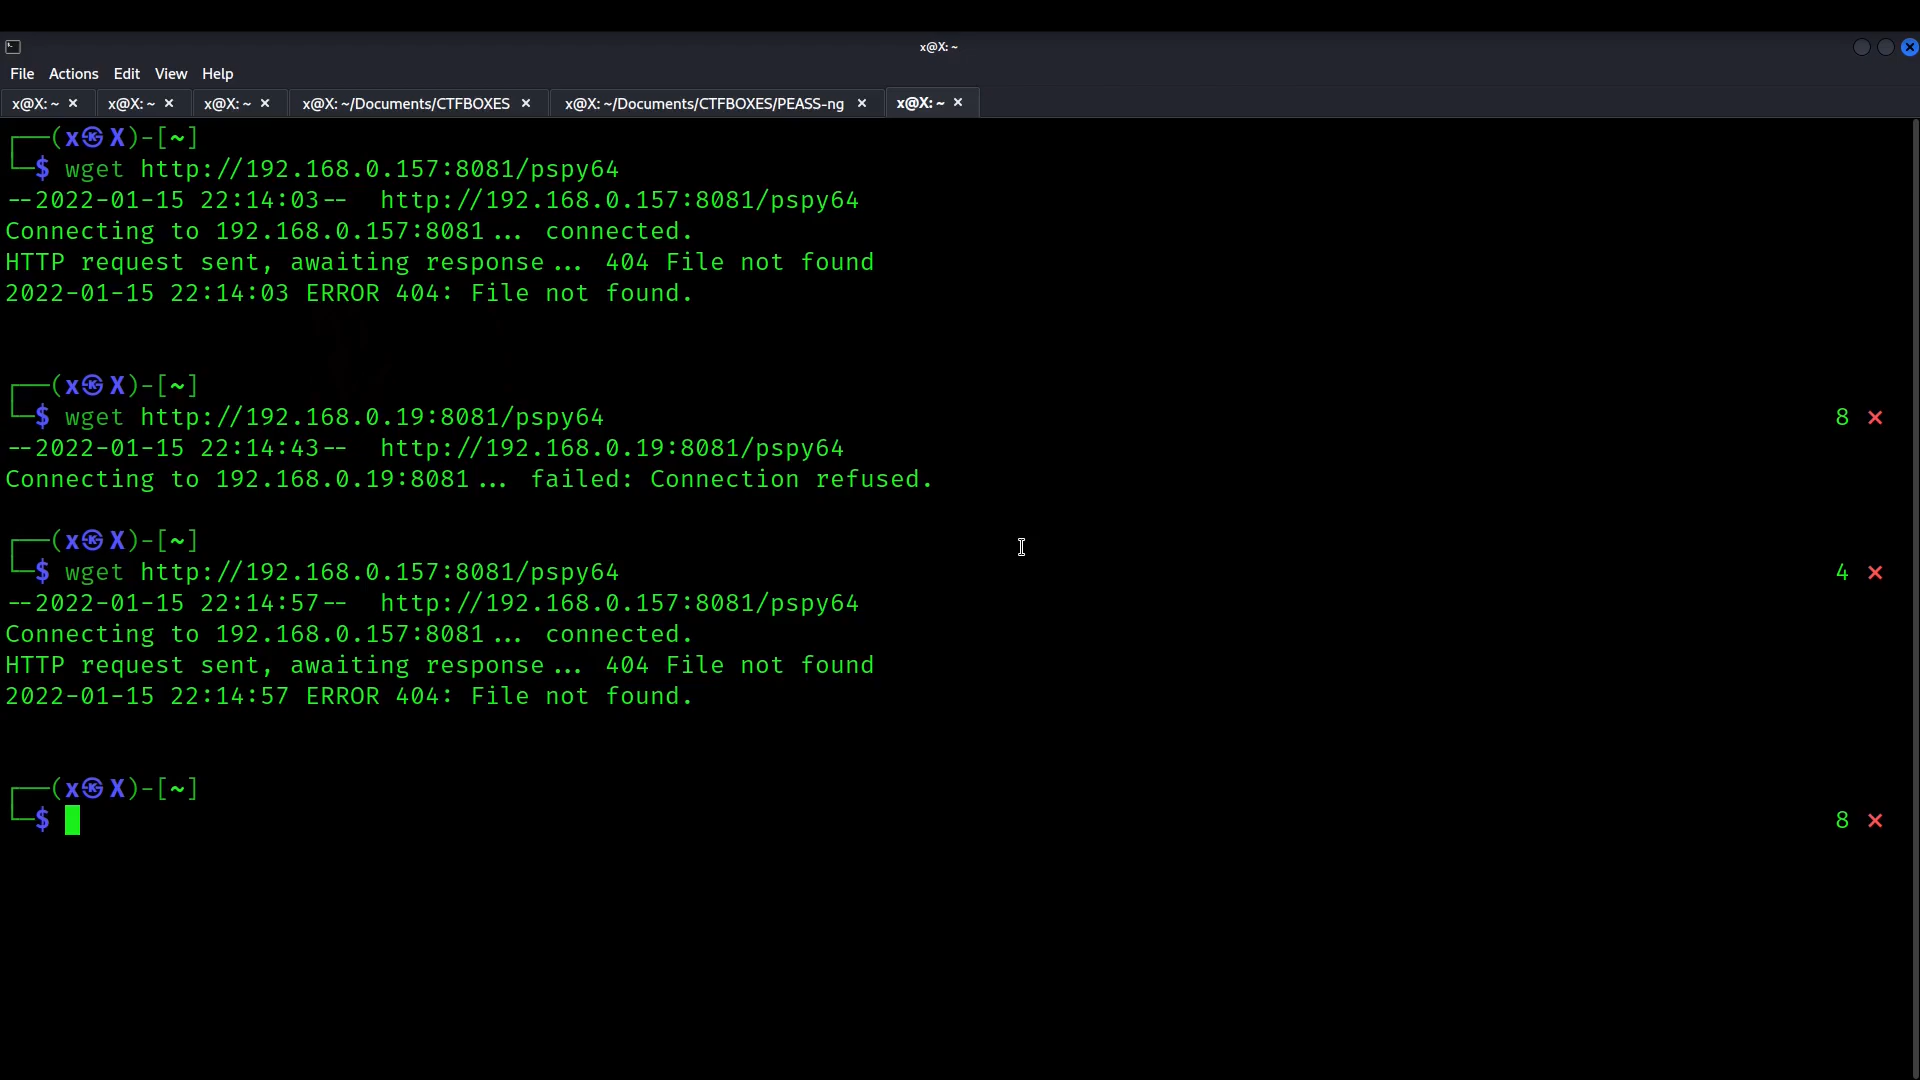 x@X: ~
File Actions Edit View Help
x@X: ~ × x@X: ~ × x@X: ~ × x@X: ~/Documents/CTFBOXES × x@X: ~/Documents/CTFBOXES/PEASS-ng × x@X: ~ ×
┌──(x㉿X)-[~]
└─$ wget http://192.168.0.157:8081/pspy64
--2022-01-15 22:14:03--  http://192.168.0.157:8081/pspy64
Connecting to 192.168.0.157:8081... connected.
HTTP request sent, awaiting response... 404 File not found
2022-01-15 22:14:03 ERROR 404: File not found.
┌──(x㉿X)-[~]
└─$ wget http://192.168.0.19:8081/pspy64 8 ⨯
--2022-01-15 22:14:43--  http://192.168.0.19:8081/pspy64
Connecting to 192.168.0.19:8081... failed: Connection refused.
┌──(x㉿X)-[~]
└─$ wget http://192.168.0.157:8081/pspy64 4 ⨯
--2022-01-15 22:14:57--  http://192.168.0.157:8081/pspy64
Connecting to 192.168.0.157:8081... connected.
HTTP request sent, awaiting response... 404 File not found
2022-01-15 22:14:57 ERROR 404: File not found.
┌──(x㉿X)-[~]
└─$ 8 ⨯